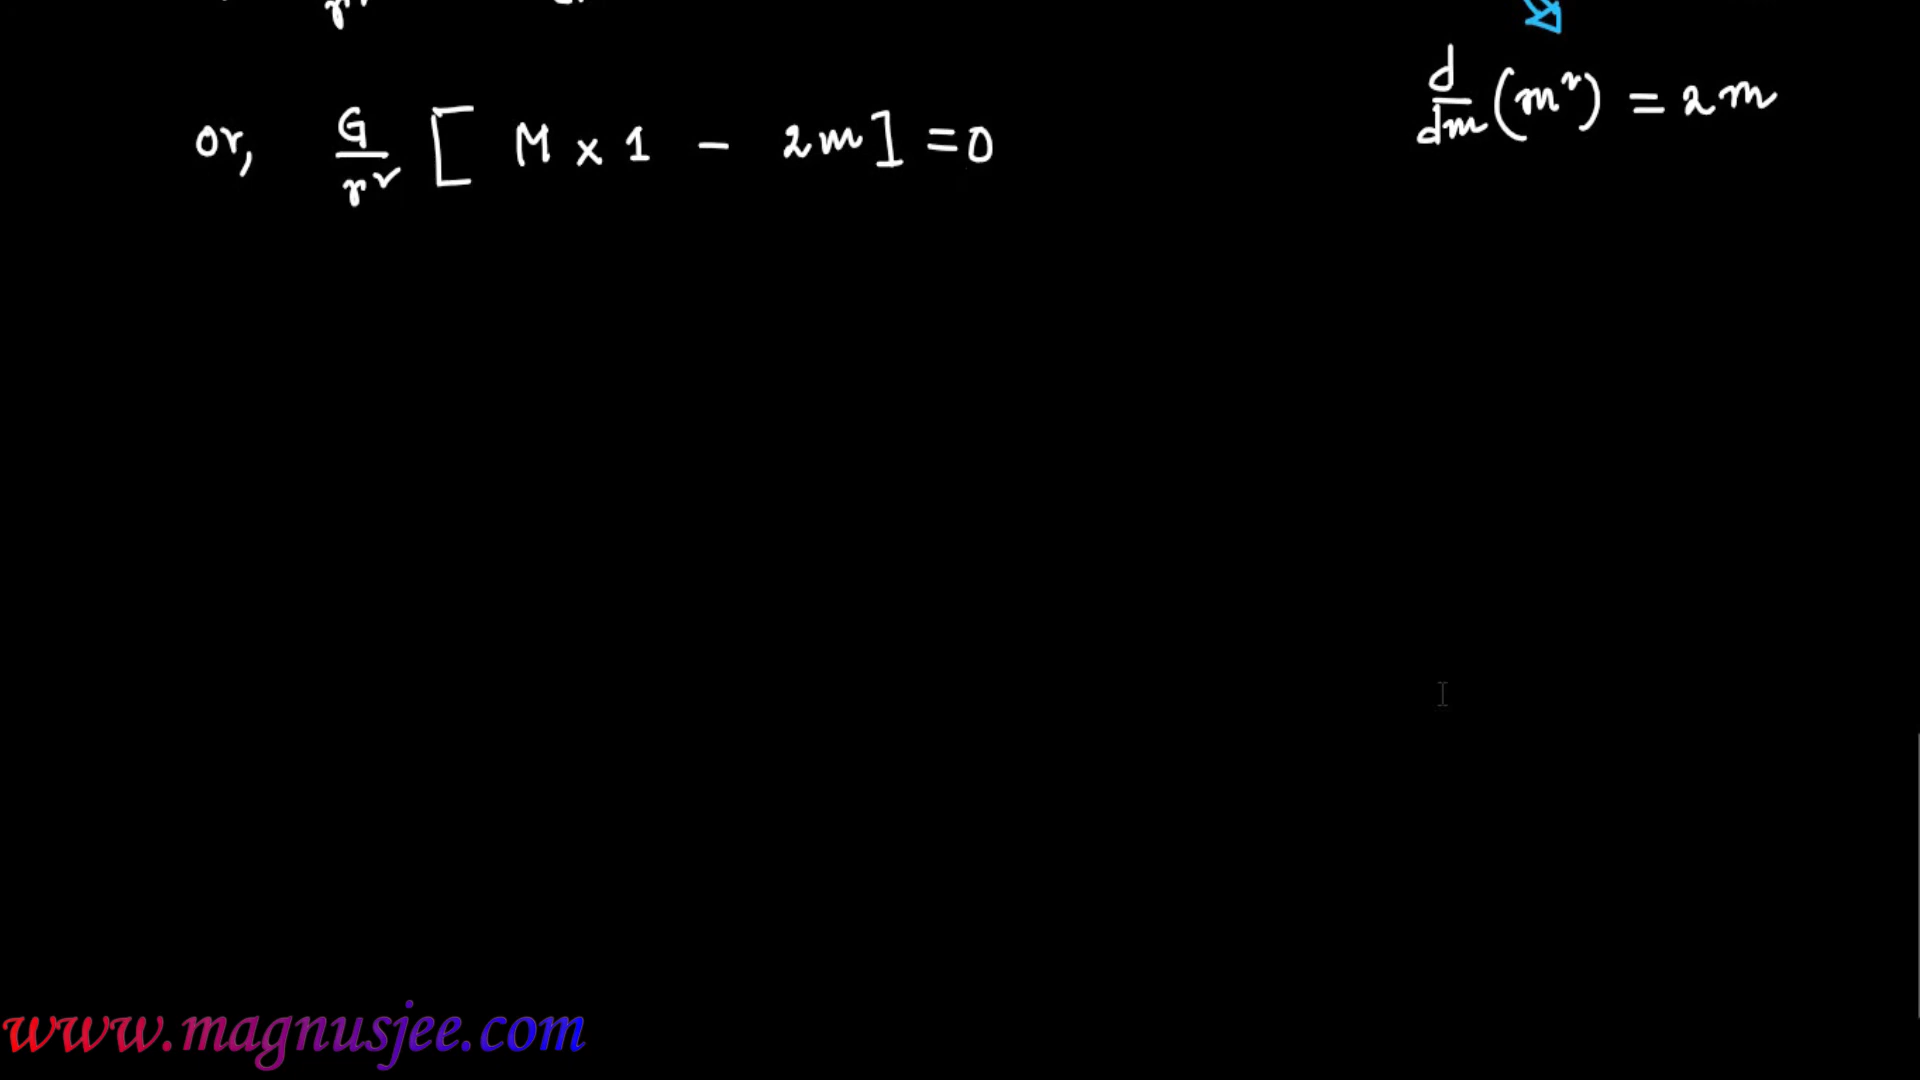 or, G/r² [ M × 1 - 2m ] = 0
d/dm (m²) = 2m
www.magnusjee.com